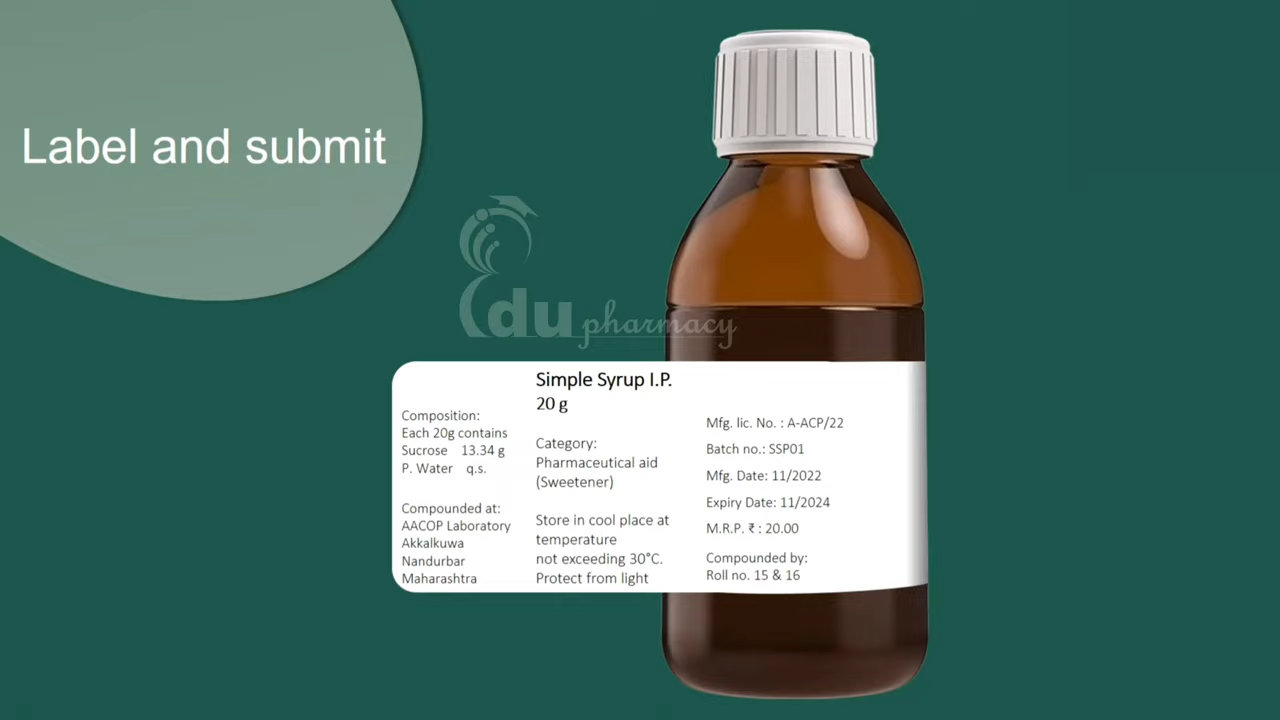 Label and submit
Edu pharmacy
Simple Syrup I.P.
20 g
Composition:
Each 20g contains
Sucrose 13.34 g
P. Water q.s.
Compounded at:
AACOP Laboratory
Akkalkuwa
Nandurbar
Maharashtra
Category:
Pharmaceutical aid
(Sweetener)
Store in cool place at
temperature
not exceeding 30°C.
Protect from light
Mfg. lic. No. : A-ACP/22
Batch no.: SSP01
Mfg. Date: 11/2022
Expiry Date: 11/2024
M.R.P. ₹ : 20.00
Compounded by:
Roll no. 15 & 16